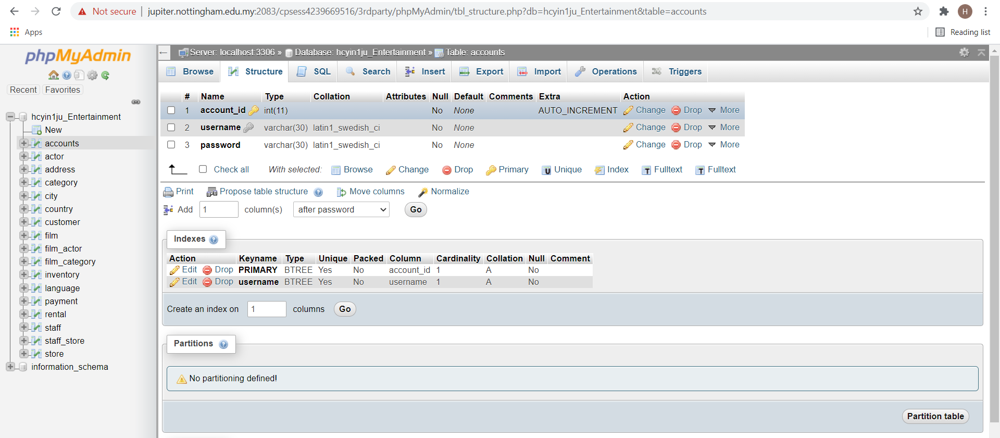 Not secure | jupiter.nottingham.edu.my:2083/cpsess4239669516/3rdparty/phpMyAdmin/tbl_structure.php?db=hcyin1ju_Entertainment&table=accounts
H
Apps
Reading list
phpMyAdmin
Recent Favorites
hcyin1ju_Entertainment
New
accounts
actor
address
category
city
country
customer
film
film_actor
film_category
inventory
language
payment
rental
staff
staff_store
store
information_schema
Server: localhost:3306 » Database: hcyin1ju_Entertainment » Table: accounts
Browse Structure SQL Search Insert Export Import Operations Triggers
# Name Type Collation Attributes Null Default Comments Extra Action
1 account_id int(11) No None AUTO_INCREMENT Change Drop More
2 username varchar(30) latin1_swedish_ci No None Change Drop More
3 password varchar(30) latin1_swedish_ci No None Change Drop More
Check all With selected: Browse Change Drop Primary Unique Index Fulltext Fulltext
Print Propose table structure Move columns Normalize
Add 1 column(s) after password Go
Indexes
Action Keyname Type Unique Packed Column Cardinality Collation Null Comment
Edit Drop PRIMARY BTREE Yes No account_id 1 A No
Edit Drop username BTREE Yes No username 1 A No
Create an index on 1 columns Go
Partitions
No partitioning defined!
Partition table